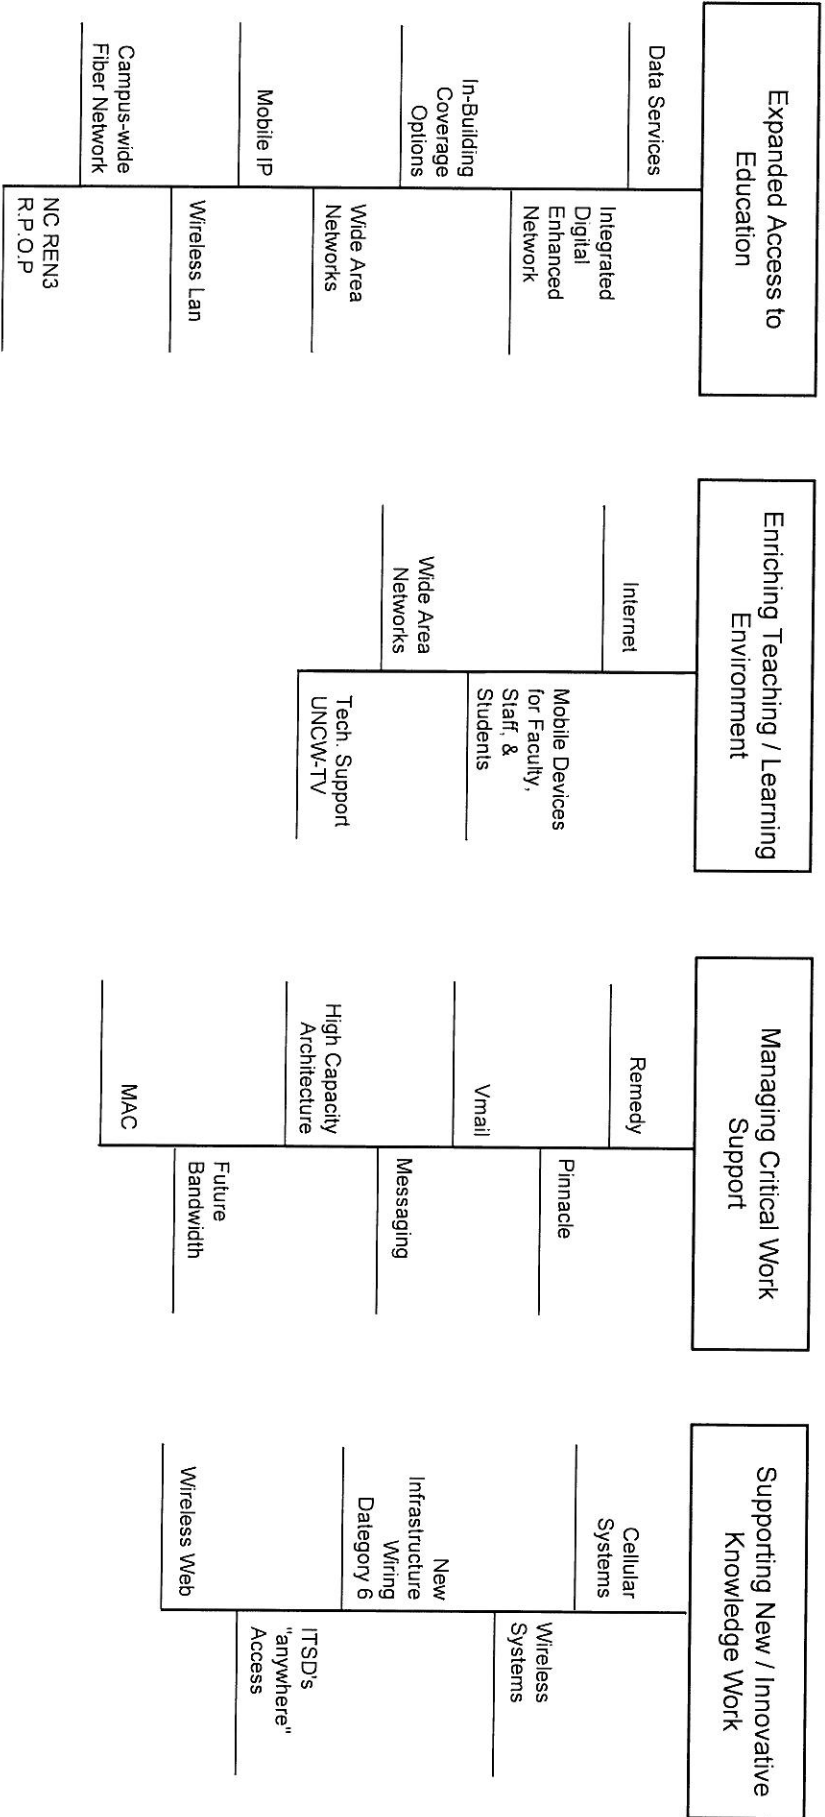 Expanded Access to
Education
Data Services
Integrated
Digital
Enhanced
Network
In-Building
Coverage
Options
Wide Area
Networks
Mobile IP
Wireless Lan
Campus-wide
Fiber Network
NC REN3
R.P.O.P
Enriching Teaching / Learning
Environment
Internet
Mobile Devices
for Faculty,
Staff, &
Students
Wide Area
Networks
Tech. Support
UNCW-TV
Managing Critical Work
Support
Remedy
Pinnacle
Vmail
Messaging
High Capacity
Architecture
Future
Bandwidth
MAC
Supporting New / Innovative
Knowledge Work
Cellular
Systems
Wireless
Systems
New
Infrastructure
Wiring
Dategory 6
ITSD's
"anywhere"
Access
Wireless Web